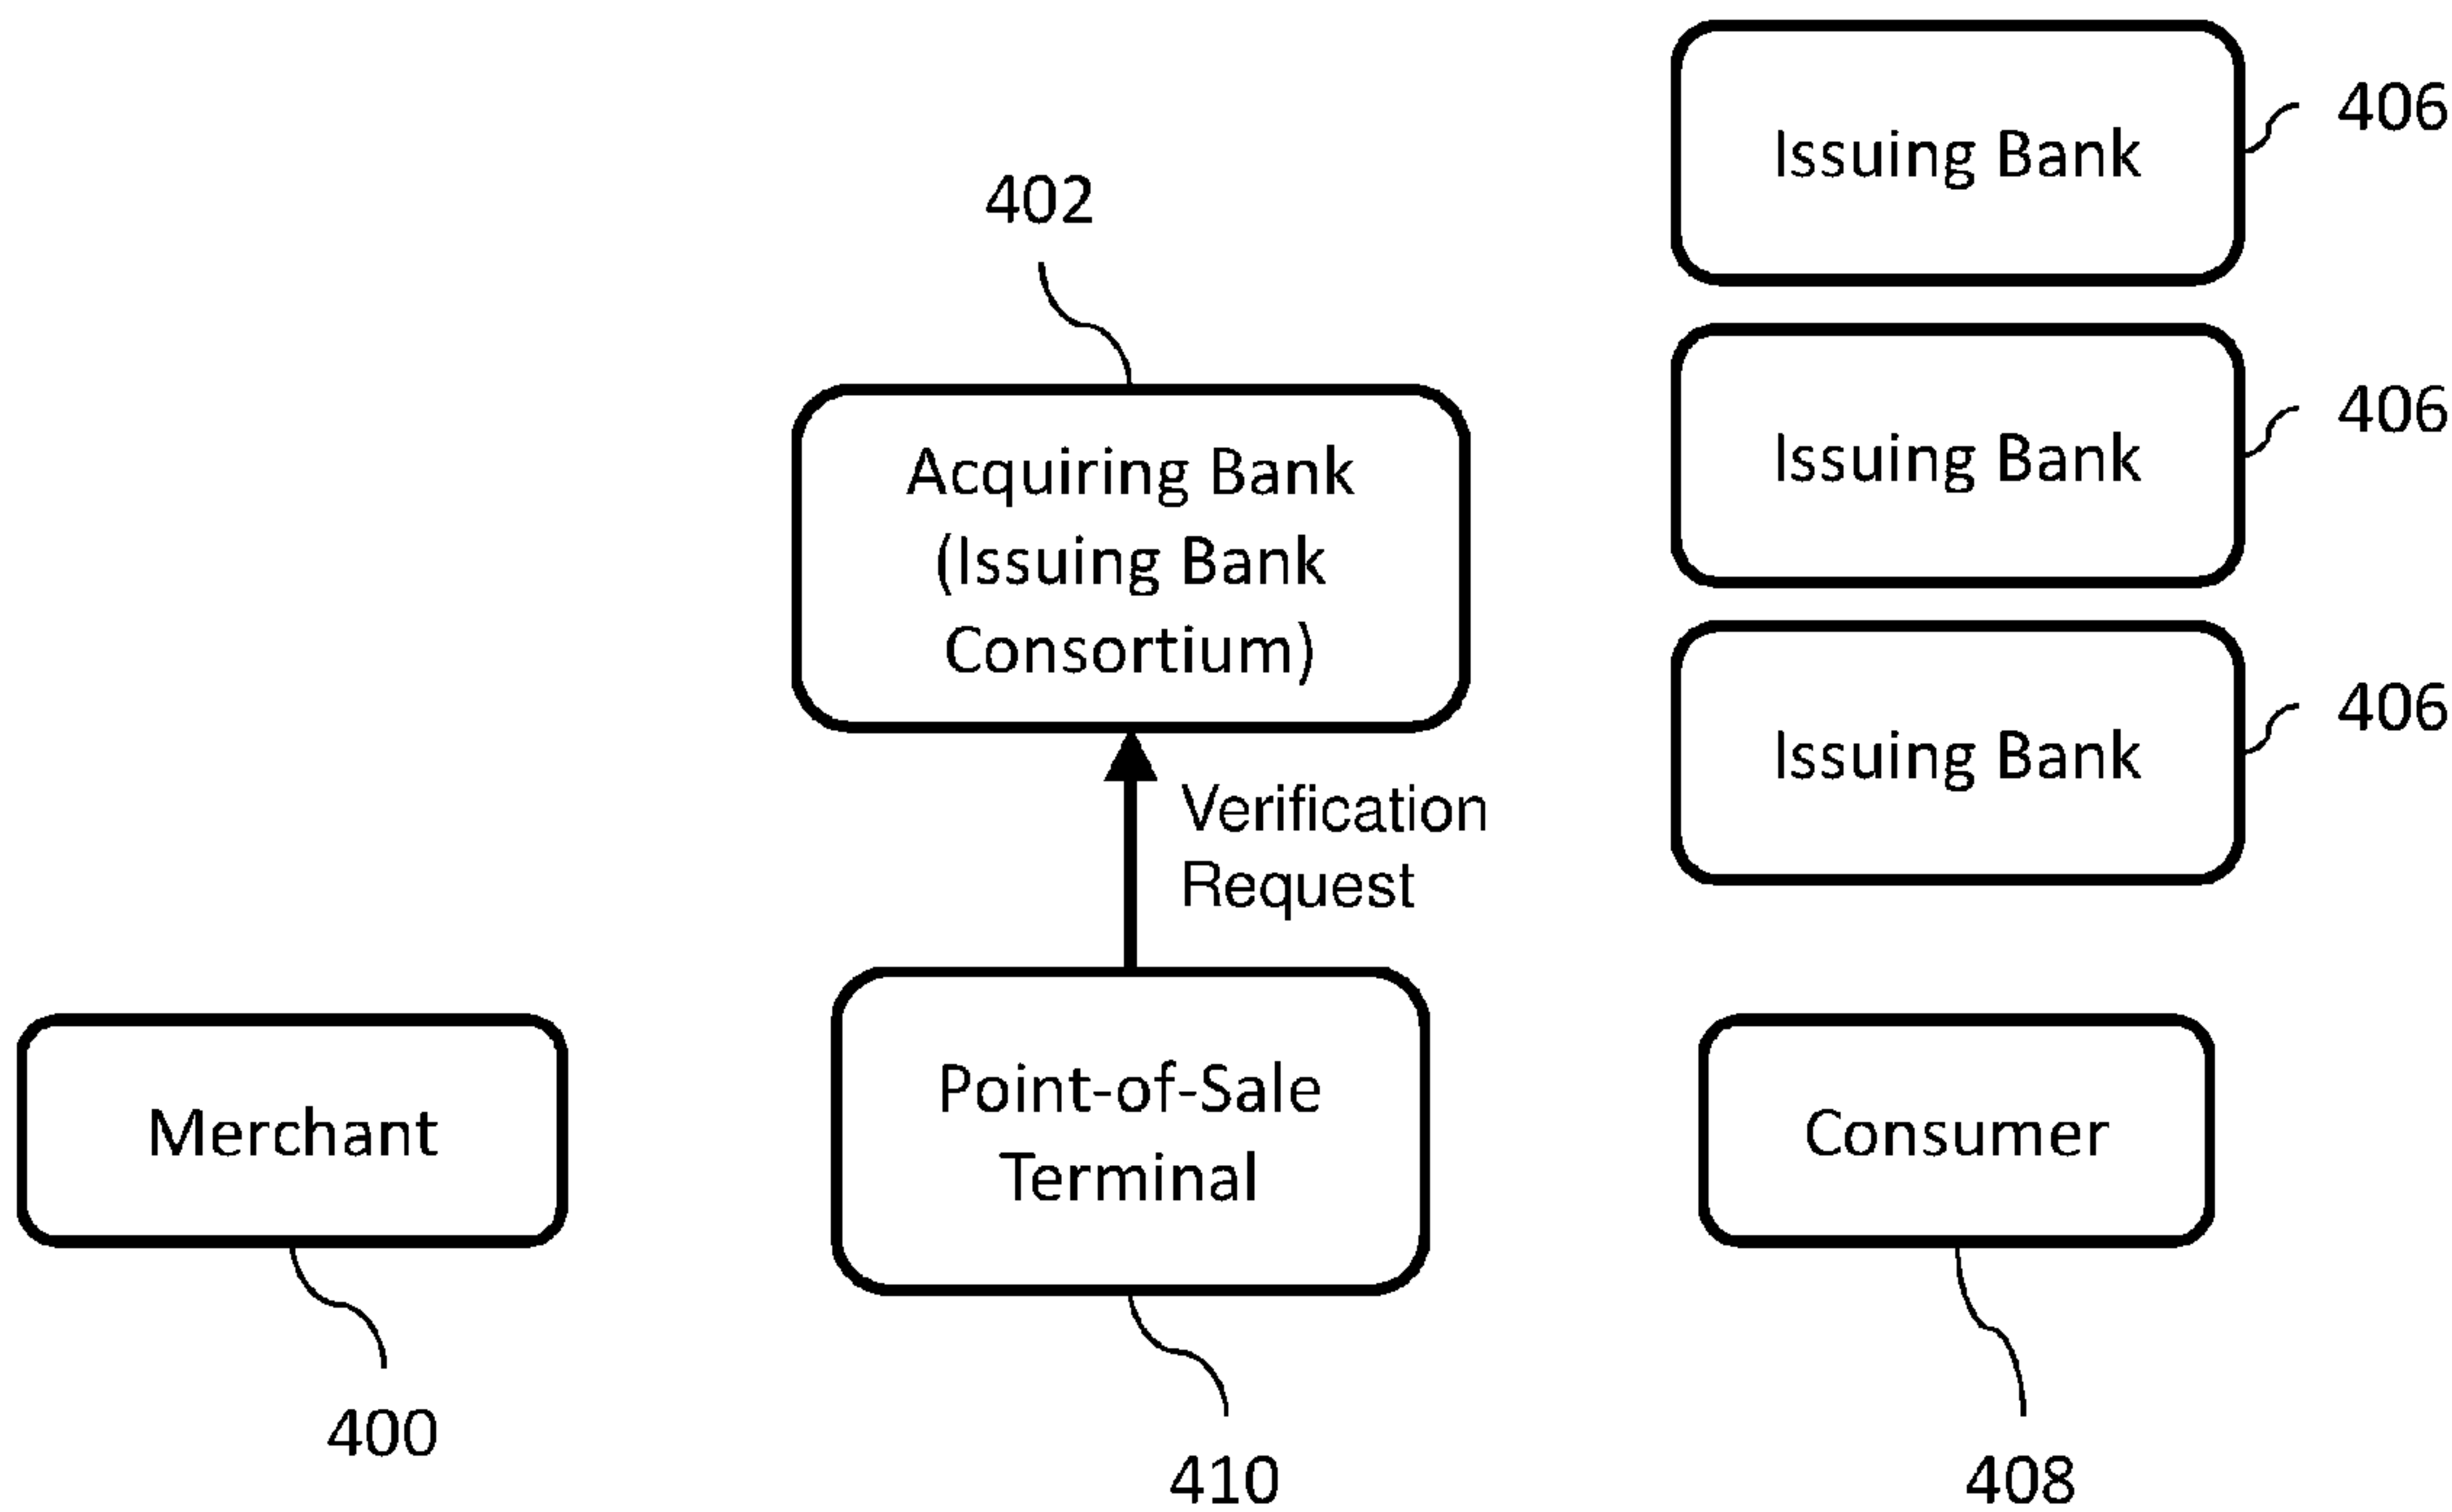 Issuing Bank
406
402
Issuing Bank
406
Acquiring Bank
(Issuing Bank
Consortium)
Issuing Bank
406
Verification
Request
Merchant
400
Point-of-Sale
Terminal
410
Consumer
408